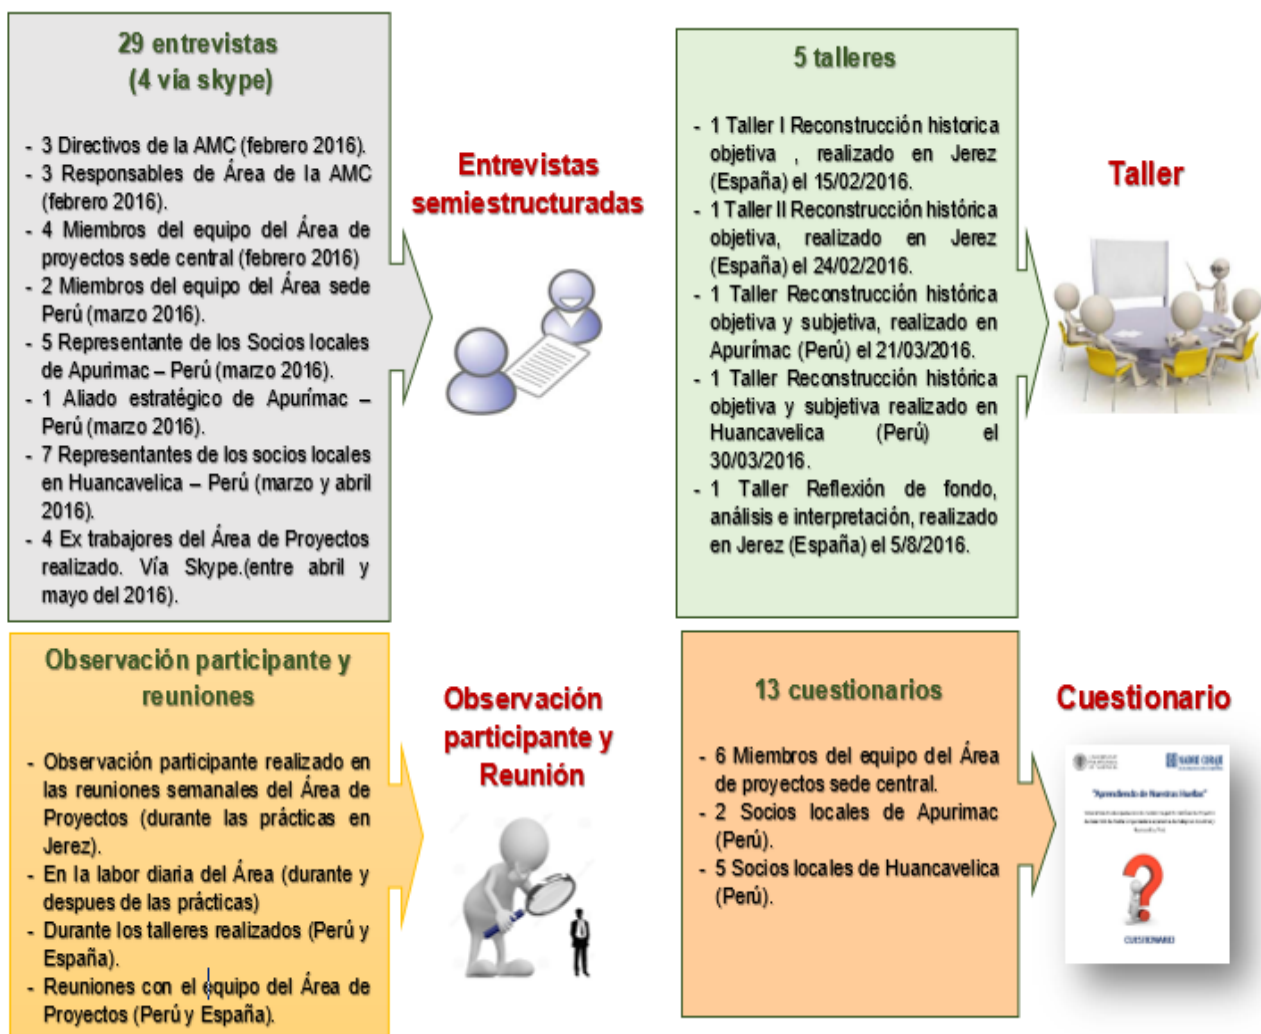 29 entrevistas
(4 vía skype)
- 3 Directivos de la AMC (febrero 2016).
- 3 Responsables de Área de la AMC
(febrero 2016).
- 4 Miembros del equipo del Área de
proyectos sede central (febrero 2016)
- 2 Miembros del equipo del Área sede
Perú (marzo 2016).
- 5 Representante de los Socios locales
de Apurimac – Perú (marzo 2016).
- 1 Aliado estratégico de Apurímac –
Perú (marzo 2016).
- 7 Representantes de los socios locales
en Huancavelica – Perú (marzo y abril
2016).
- 4 Ex trabajores del Área de Proyectos
realizado. Vía Skype.(entre abril y
mayo del 2016).
Entrevistas
semiestructuradas
5 talleres
- 1 Taller I Reconstrucción historica
objetiva , realizado en Jerez
(España) el 15/02/2016.
- 1 Taller II Reconstrucción histórica
objetiva, realizado en Jerez
(España) el 24/02/2016.
- 1 Taller Reconstrucción histórica
objetiva y subjetiva, realizado en
Apurímac (Perú) el 21/03/2016.
- 1 Taller Reconstrucción histórica
objetiva y subjetiva realizado en
Huancavelica (Perú) el
30/03/2016.
- 1 Taller Reflexión de fondo,
análisis e interpretación, realizado
en Jerez (España) el 5/8/2016.
Taller
Observación participante y
reuniones
- Observación participante realizado en
las reuniones semanales del Área de
Proyectos (durante las prácticas en
Jerez).
- En la labor diaria del Área (durante y
despues de las prácticas)
- Durante los talleres realizados (Perú y
España).
- Reuniones con el equipo del Área de
Proyectos (Perú y España).
Observación
participante y
Reunión
13 cuestionarios
- 6 Miembros del equipo del Área
de proyectos sede central.
- 2 Socios locales de Apurimac
(Perú).
- 5 Socios locales de Huancavelica
(Perú).
Cuestionario
MADRE CORAJE
"Aprendiendo de Nuestras Huellas"
CUESTIONARIO